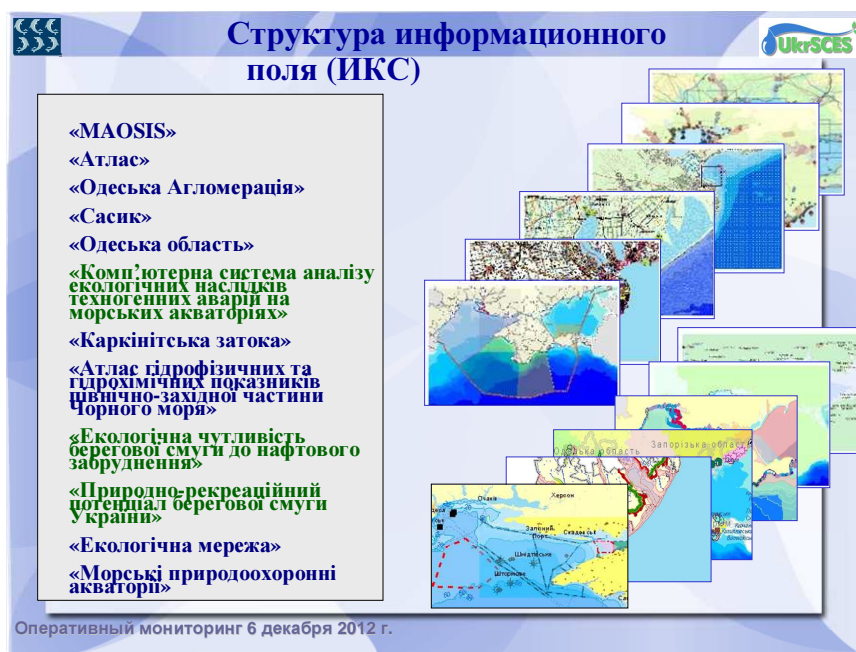 Структура информационного
поля (ИКС)
UkrSCES
«MAOSIS»
«Атлас»
«Одеська Агломерація»
«Сасик»
«Одеська область»
«Комп’ютерна система аналізу
екологічних наслідків
техногенних аварій на
морських акваторіях»
«Каркінітська затока»
«Атлас гідрофізичних та
гідрохімічних показників
північно-західної частини
Чорного моря»
«Екологічна чутливість
берегової смуги до нафтового
забруднення»
«Природно-рекреаційний
потенціал берегової смуги
України»
«Екологічна мережа»
«Морські природоохоронні
акваторії»
Запорізька область
Очаків
Херсон
Оперативный мониторинг 6 декабря 2012 г.